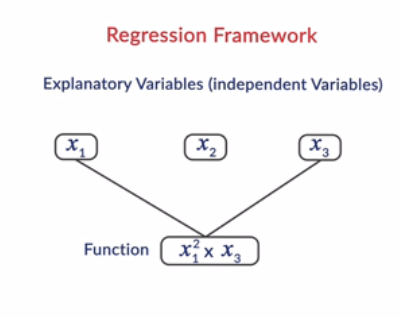 Regression Framework
Explanatory Variables (independent Variables)
x₁ x₂ x₃
Function x₁² x x₃